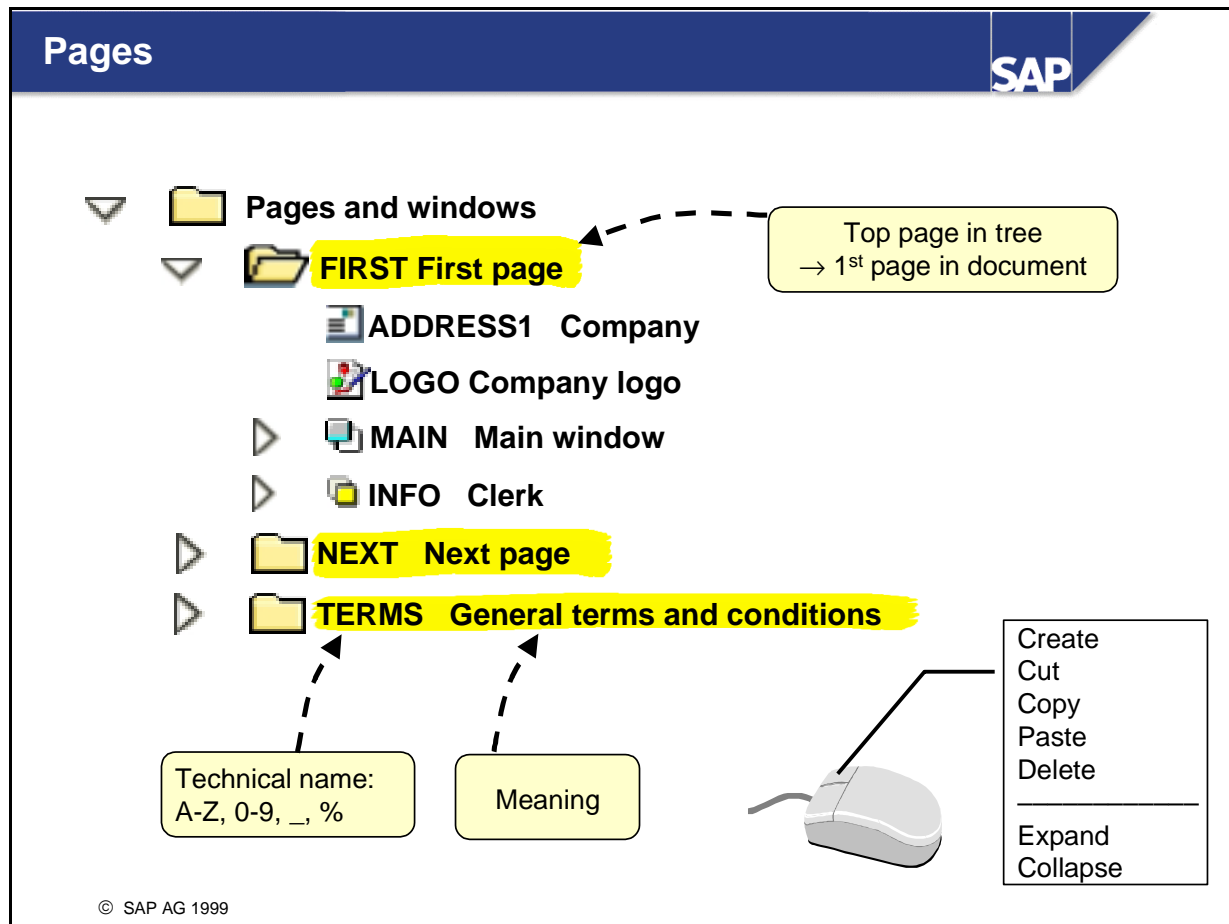 Pages
SAP
Pages and windows
FIRST First page
Top page in tree
→ 1st page in document
ADDRESS1 Company
LOGO Company logo
MAIN Main window
INFO Clerk
NEXT Next page
TERMS General terms and conditions
Technical name:
A-Z, 0-9, _, %
Meaning
Create
Cut
Copy
Paste
Delete
Expand
Collapse
© SAP AG 1999